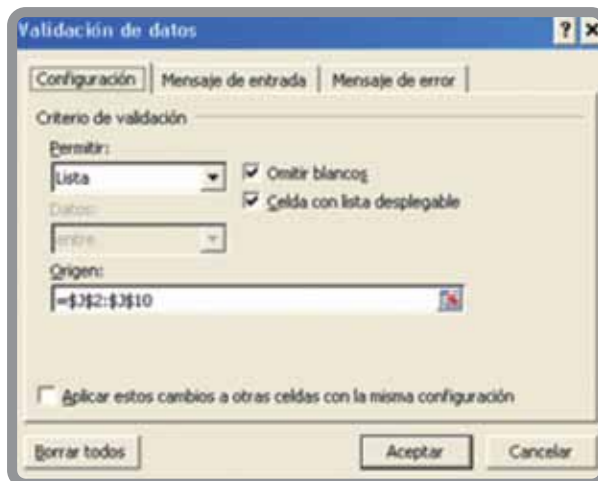 Validación de datos
Configuración Mensaje de entrada Mensaje de error
Criterio de validación
Permitir:
Lista
Omitir blancos
Datos:
Celda con lista desplegable
entre
Origen:
=$J$2:$J$10
Aplicar estos cambios a otras celdas con la misma configuración
Borrar todos Aceptar Cancelar